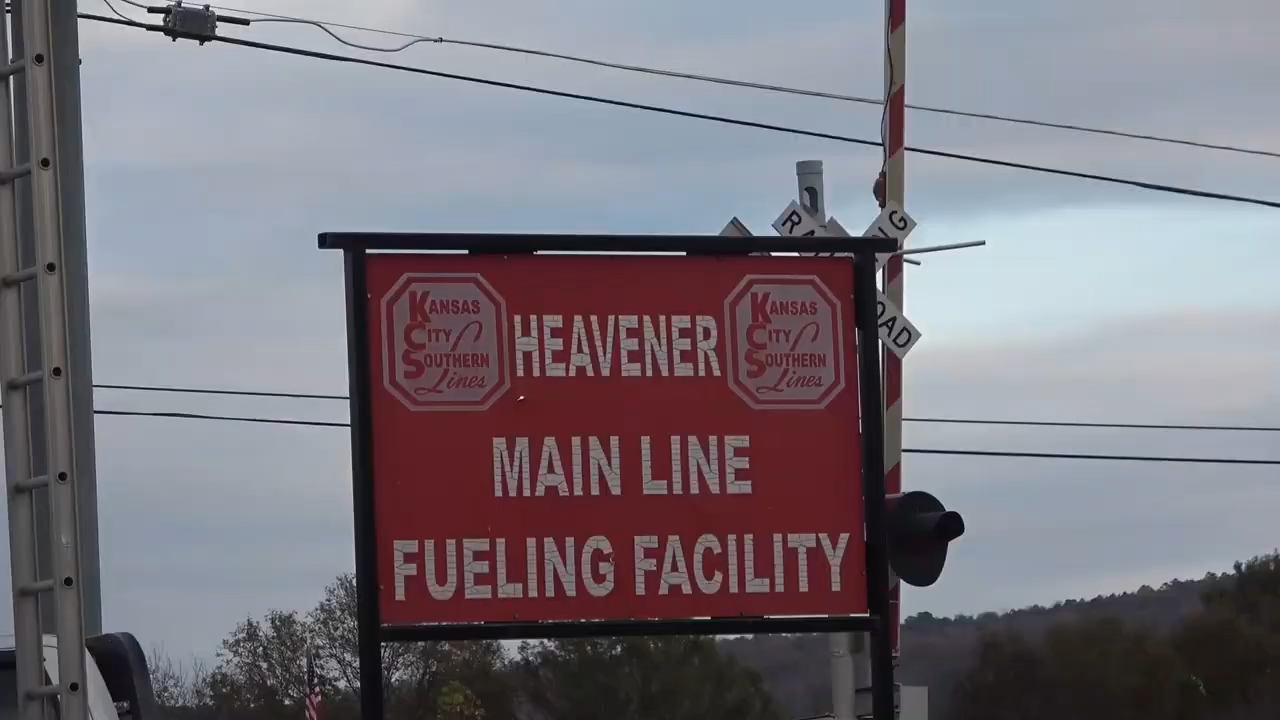 KANSAS
CITY
SOUTHERN
Lines
HEAVENER
KANSAS
CITY
SOUTHERN
Lines
MAIN LINE
FUELING FACILITY